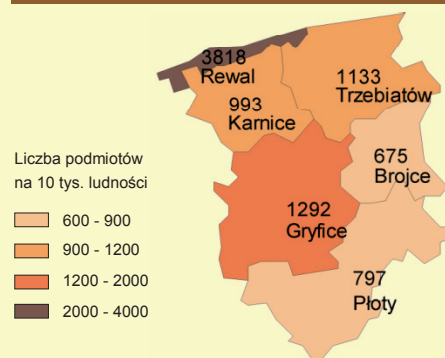 3818
Rewal
1133
Trzebiatów
993
Karnice
675
Brojce
1292
Gryfice
797
Płoty
Liczba podmiotów
na 10 tys. ludności
600 - 900
900 - 1200
1200 - 2000
2000 - 4000